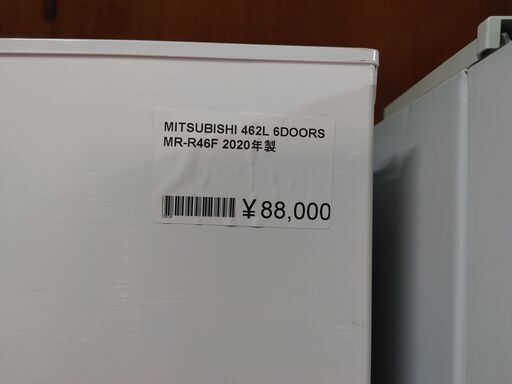 MITSUBISHI 462L 6DOORS
MR-R46F 2020年製
￥88,000